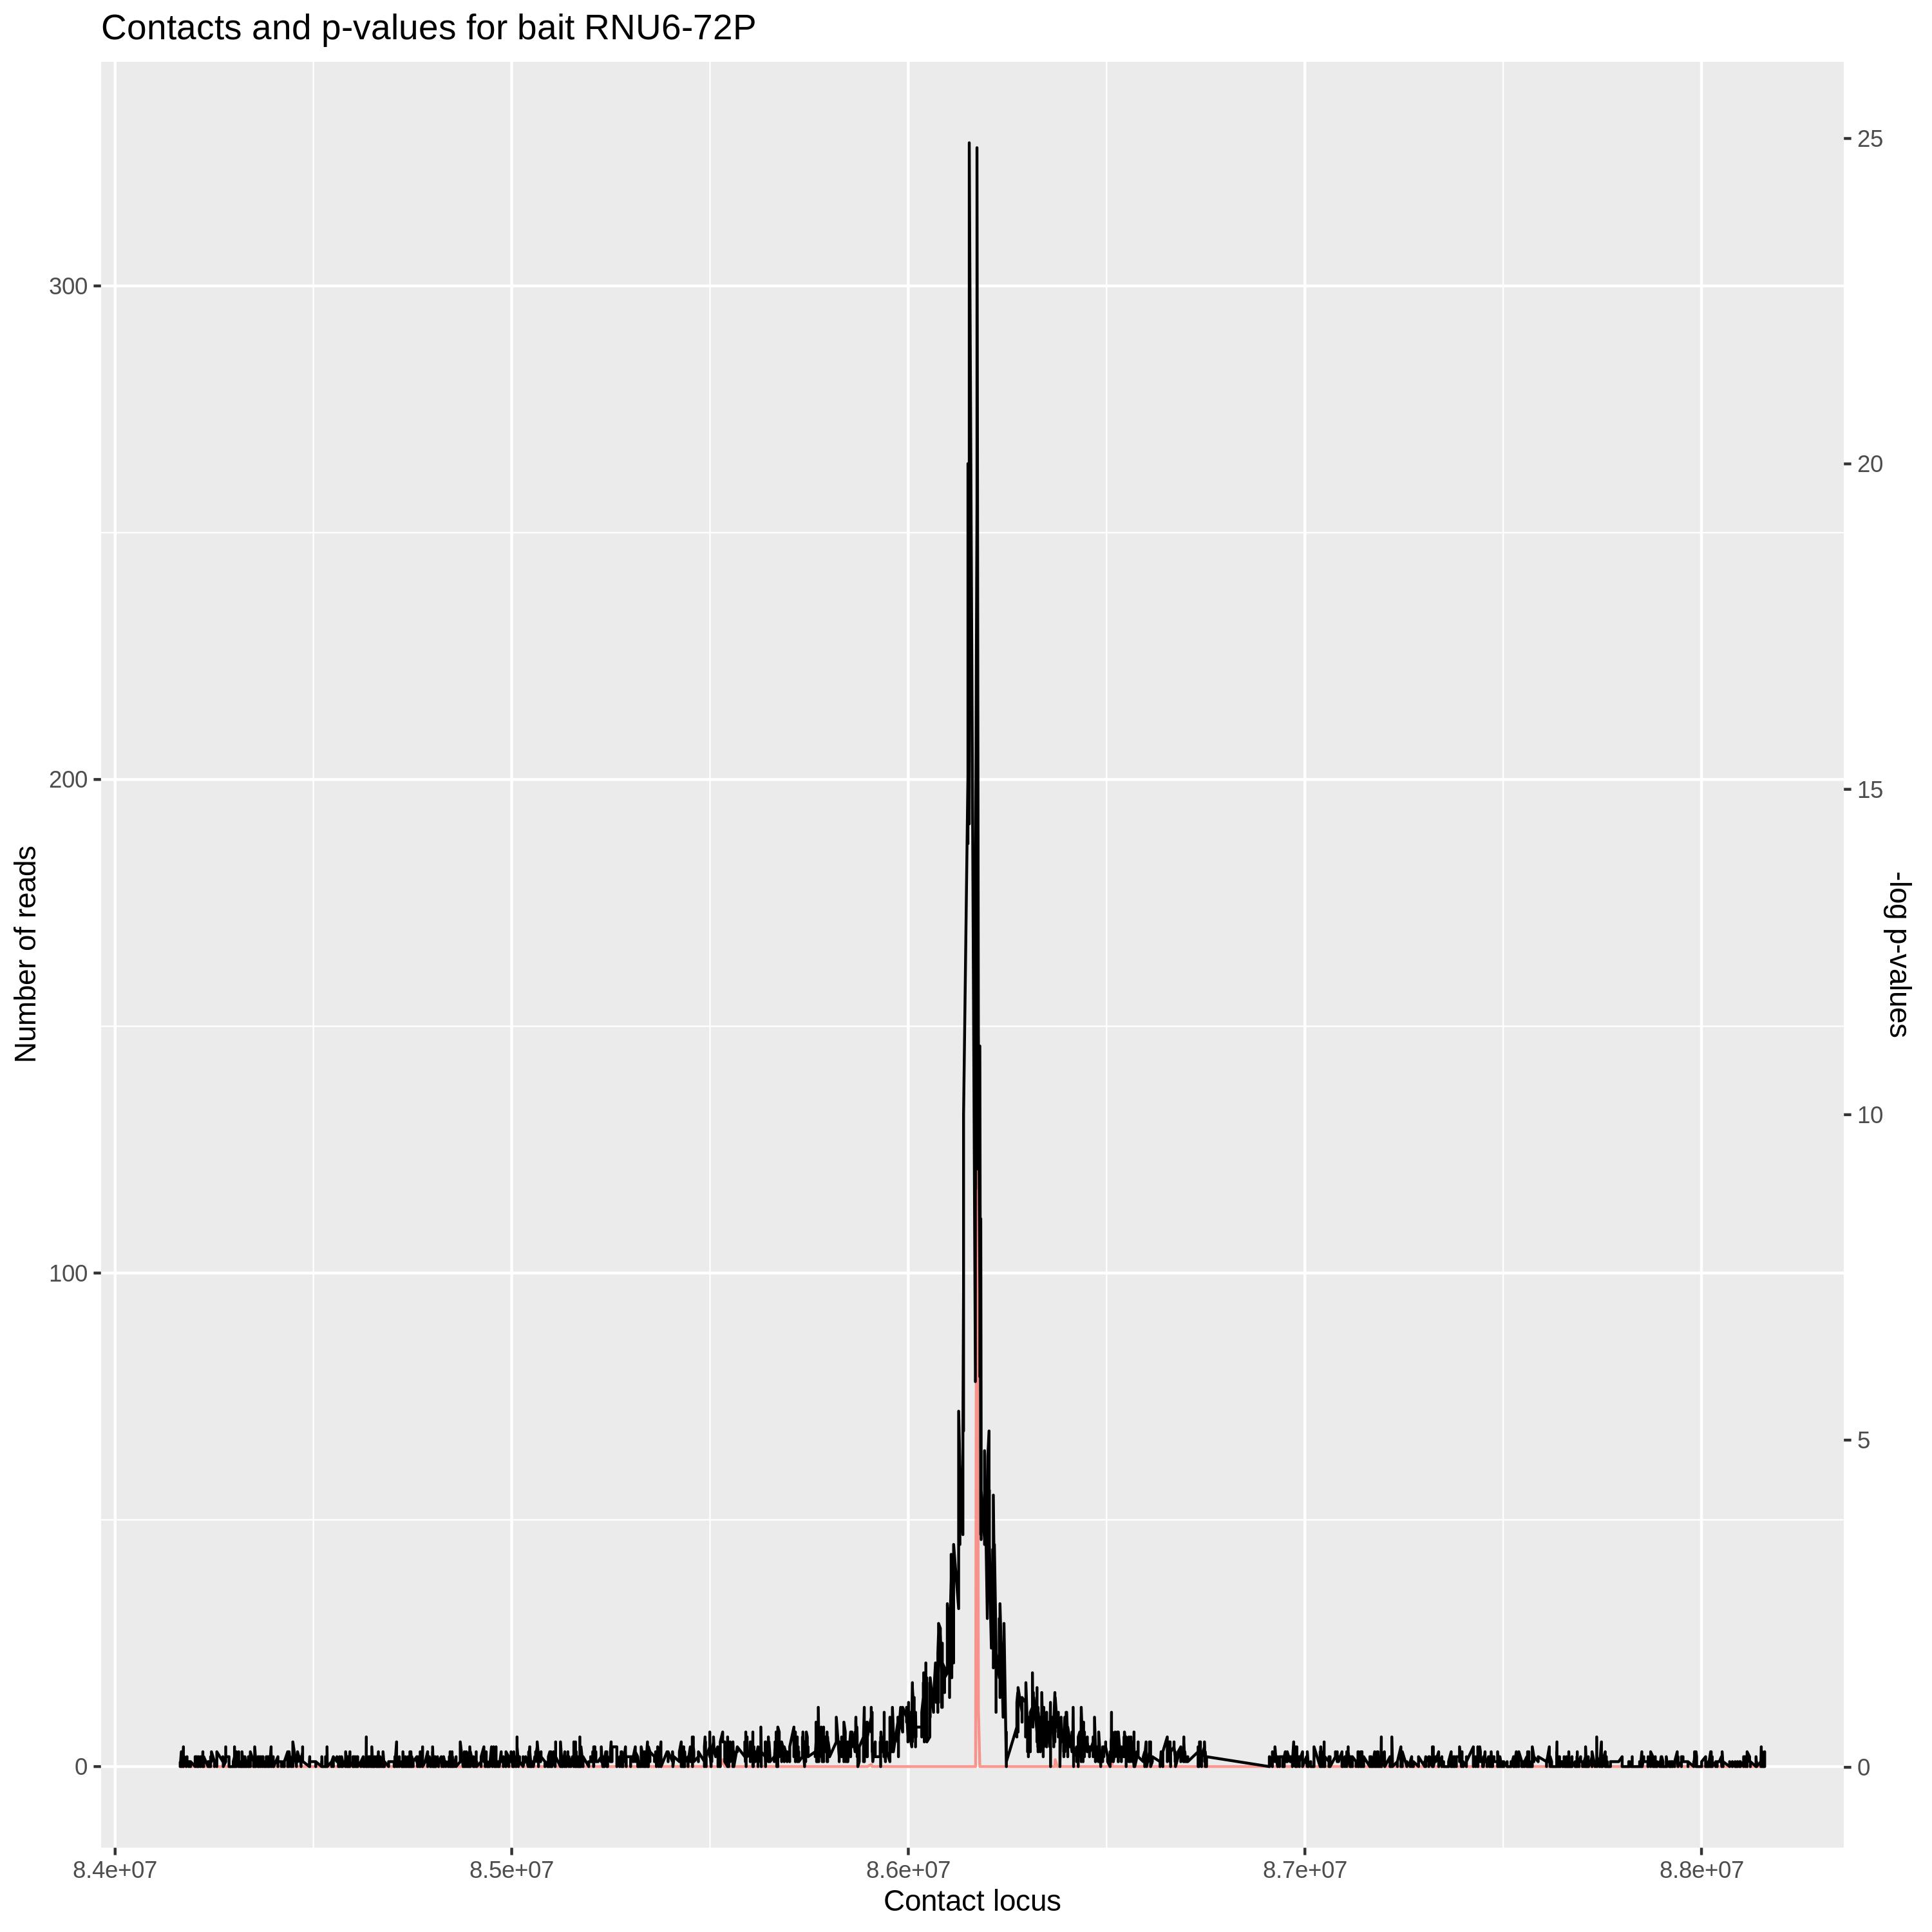 Contacts and p-values for bait RNU6-72P
Number of reads
300
200
100
0
25
20
15
10
5
0
-log p-values
8.4e+07
8.5e+07
8.6e+07
8.7e+07
8.8e+07
Contact locus